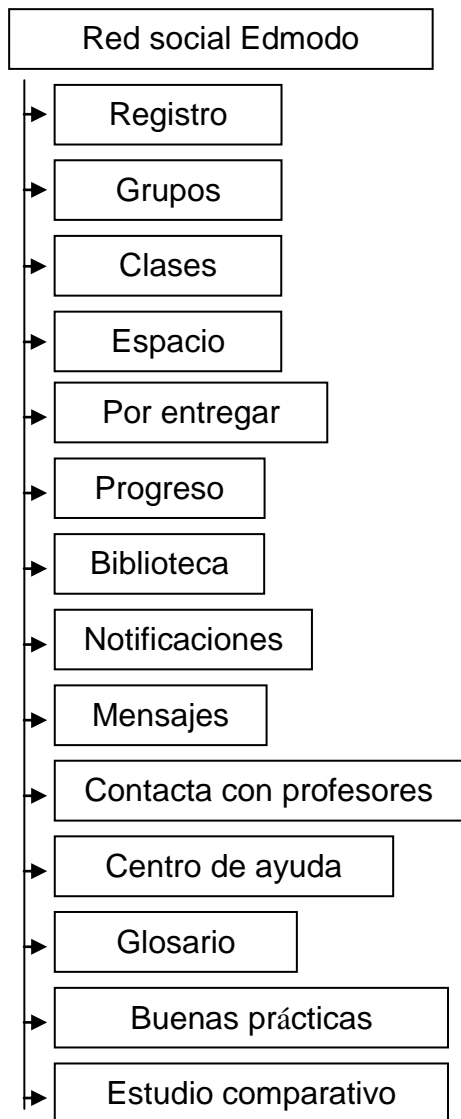 Red social Edmodo
Registro
Grupos
Clases
Espacio
Por entregar
Progreso
Biblioteca
Notificaciones
Mensajes
Contacta con profesores
Centro de ayuda
Glosario
Buenas prácticas
Estudio comparativo